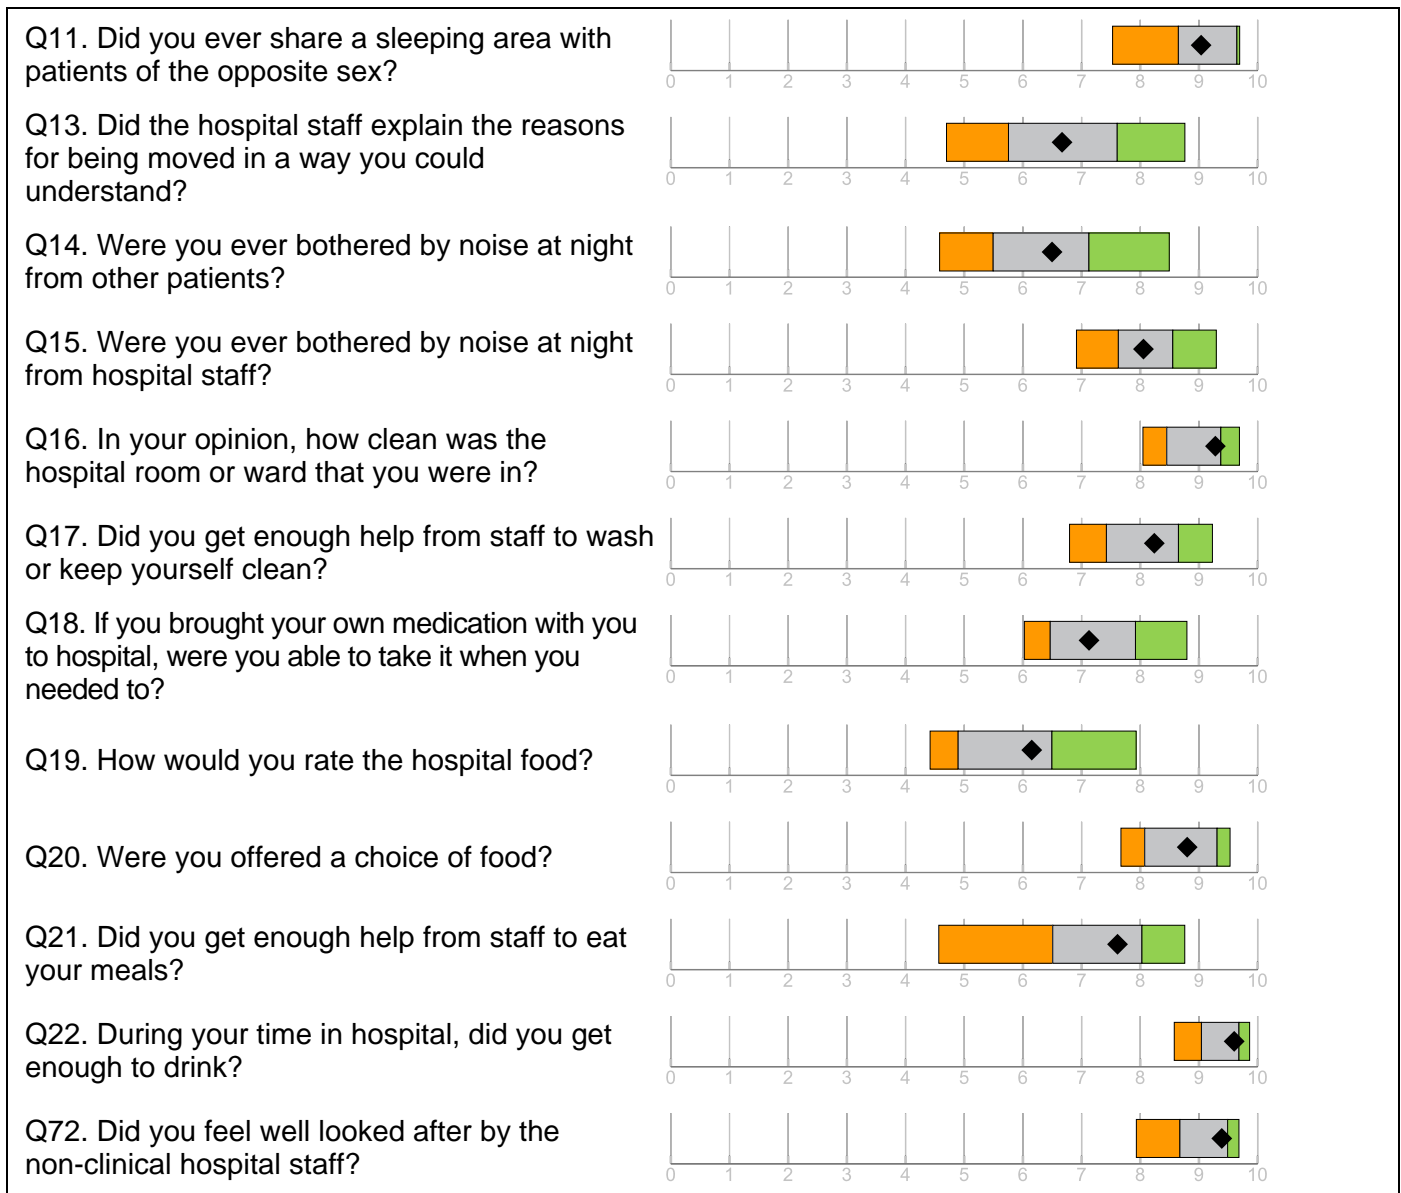 Q11. Did you ever share a sleeping area with
patients of the opposite sex?
0 1 2 3 4 5 6 7 8 9 10
Q13. Did the hospital staff explain the reasons
for being moved in a way you could
understand?
0 1 2 3 4 5 6 7 8 9 10
Q14. Were you ever bothered by noise at night
from other patients?
0 1 2 3 4 5 6 7 8 9 10
Q15. Were you ever bothered by noise at night
from hospital staff?
0 1 2 3 4 5 6 7 8 9 10
Q16. In your opinion, how clean was the
hospital room or ward that you were in?
0 1 2 3 4 5 6 7 8 9 10
Q17. Did you get enough help from staff to wash
or keep yourself clean?
0 1 2 3 4 5 6 7 8 9 10
Q18. If you brought your own medication with you
to hospital, were you able to take it when you
needed to?
0 1 2 3 4 5 6 7 8 9 10
Q19. How would you rate the hospital food?
0 1 2 3 4 5 6 7 8 9 10
Q20. Were you offered a choice of food?
0 1 2 3 4 5 6 7 8 9 10
Q21. Did you get enough help from staff to eat
your meals?
0 1 2 3 4 5 6 7 8 9 10
Q22. During your time in hospital, did you get
enough to drink?
0 1 2 3 4 5 6 7 8 9 10
Q72. Did you feel well looked after by the
non-clinical hospital staff?
0 1 2 3 4 5 6 7 8 9 10